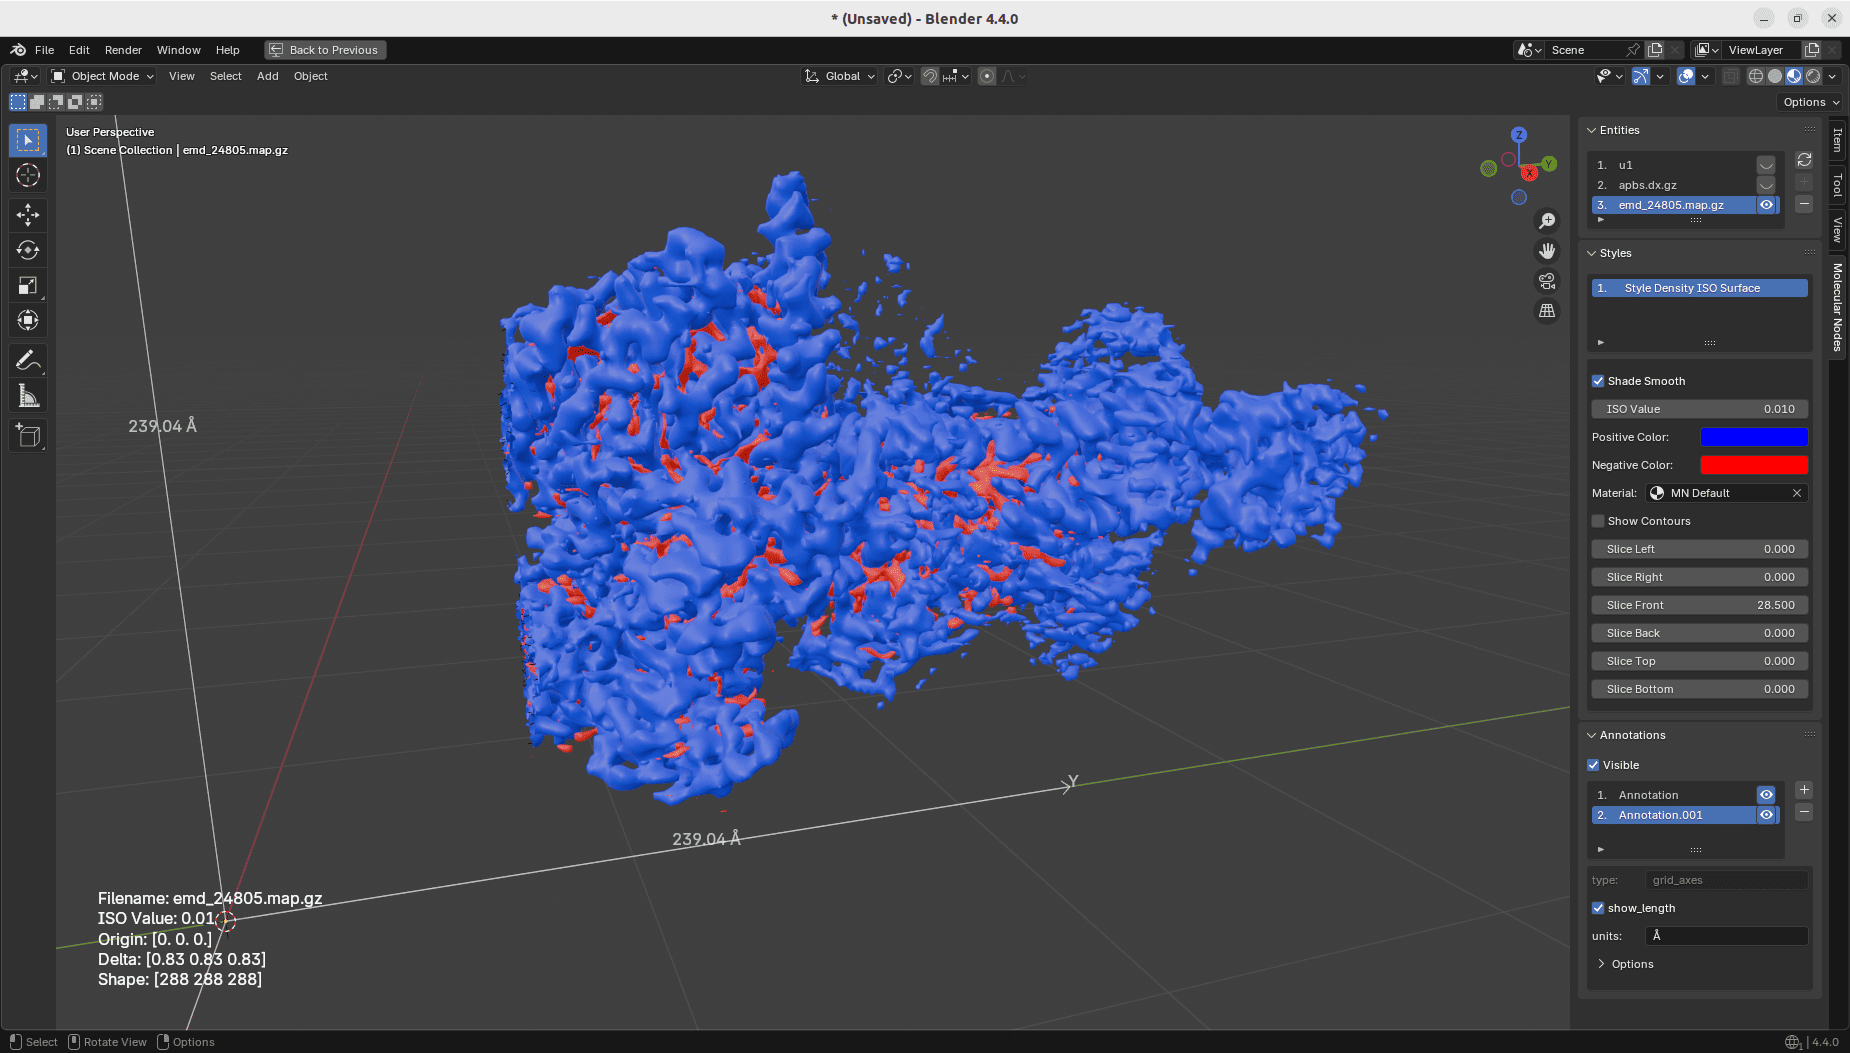 * (Unsaved) - Blender 4.4.0
File Edit Render Window Help Back to Previous Scene ViewLayer
Object Mode View Select Add Object Global
Options
User Perspective
(1) Scene Collection | emd_24805.map.gz
Z
Y
X
239.04 Å
Y
239.04 Å
Filename: emd_24805.map.gz
ISO Value: 0.01
Origin: [0. 0. 0.]
Delta: [0.83 0.83 0.83]
Shape: [288 288 288]
Entities
1. u1
2. apbs.dx.gz
3. emd_24805.map.gz
Styles
1. Style Density ISO Surface
Shade Smooth
ISO Value 0.010
Positive Color:
Negative Color:
Material: MN Default
Show Contours
Slice Left 0.000
Slice Right 0.000
Slice Front 28.500
Slice Back 0.000
Slice Top 0.000
Slice Bottom 0.000
Annotations
Visible
1. Annotation
2. Annotation.001
type: grid_axes
show_length
units: Å
Options
Item
Tool
View
Molecular Nodes
Select Rotate View Options 4.4.0